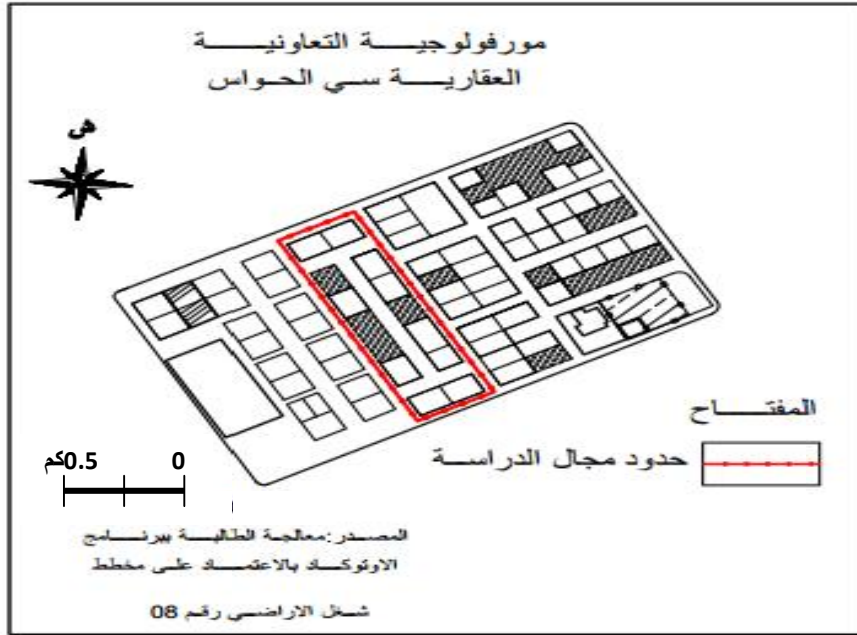 مورفولوجية التعاونية
العقارية سي الحواس
ش
المفتاح
حدود مجال الدراسة
0 0.5كم
المصدر:معالجة الطالبة ببرنامج
الاوتوكاد بالاعتماد على مخطط
شغل الاراضي رقم 08